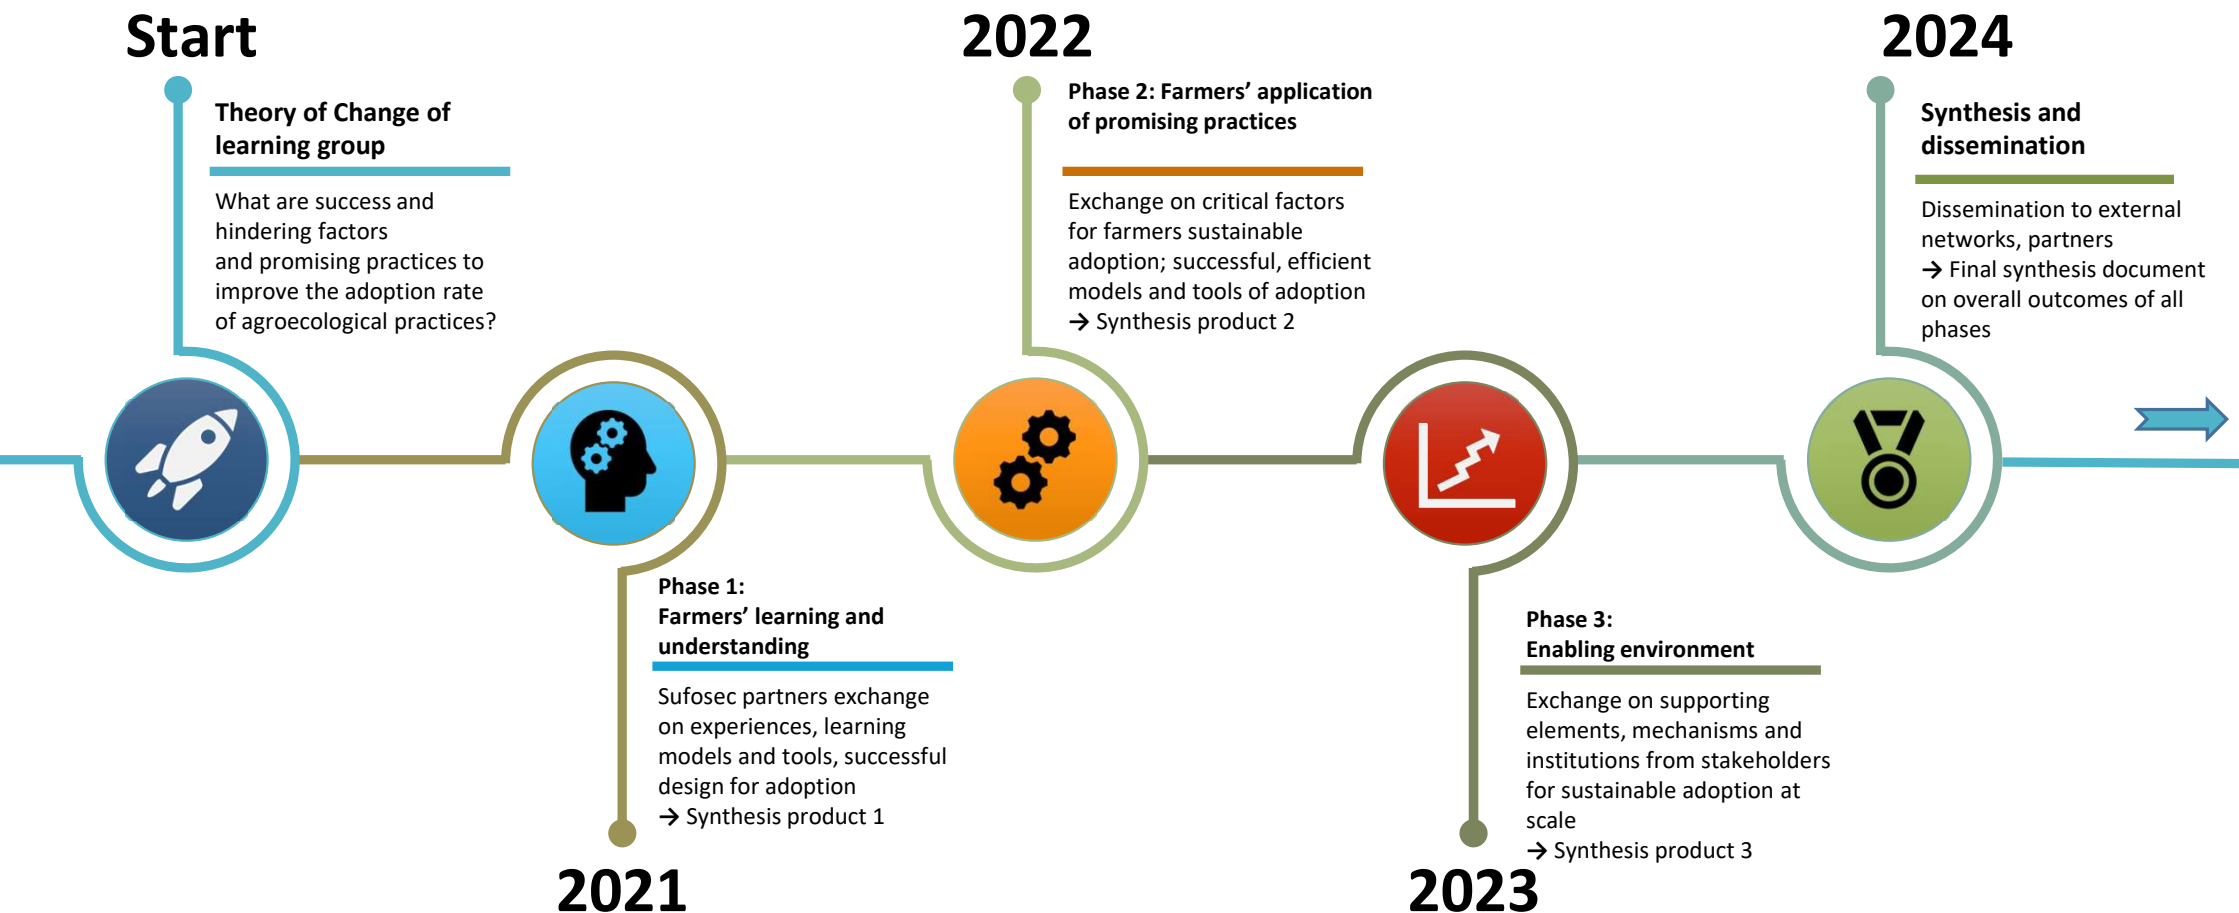 Start
Theory of Change of
learning group
What are success and
hindering factors
and promising practices to
improve the adoption rate
of agroecological practices?
Phase 1:
Farmers’ learning and
understanding
Sufosec partners exchange
on experiences, learning
models and tools, successful
design for adoption
→ Synthesis product 1
2021
2022
Phase 2: Farmers’ application
of promising practices
Exchange on critical factors
for farmers sustainable
adoption; successful, efficient
models and tools of adoption
→ Synthesis product 2
Phase 3:
Enabling environment
Exchange on supporting
elements, mechanisms and
institutions from stakeholders
for sustainable adoption at
scale
→ Synthesis product 3
2023
2024
Synthesis and
dissemination
Dissemination to external
networks, partners
→ Final synthesis document
on overall outcomes of all
phases